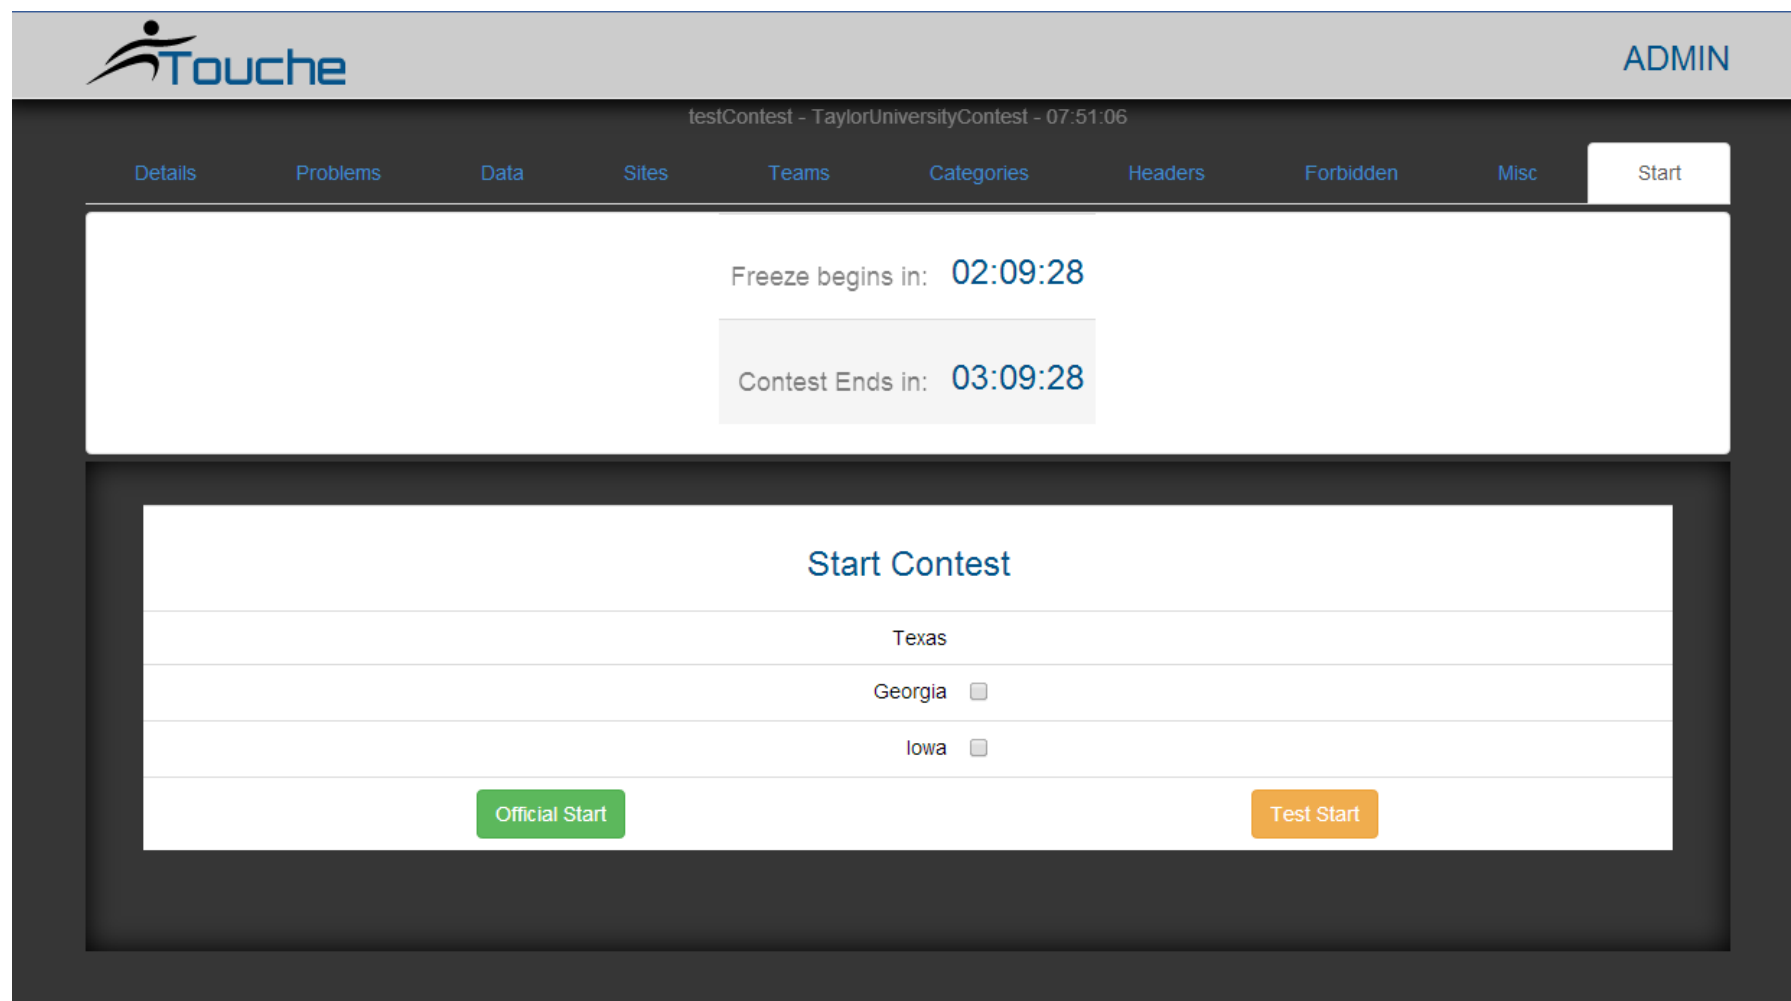 Touche
ADMIN
testContest - TaylorUniversityContest - 07:51:06
Details Problems Data Sites Teams Categories Headers Forbidden Misc Start
Freeze begins in: 02:09:28
Contest Ends in: 03:09:28
Start Contest
Texas
Georgia
Iowa
Official Start Test Start